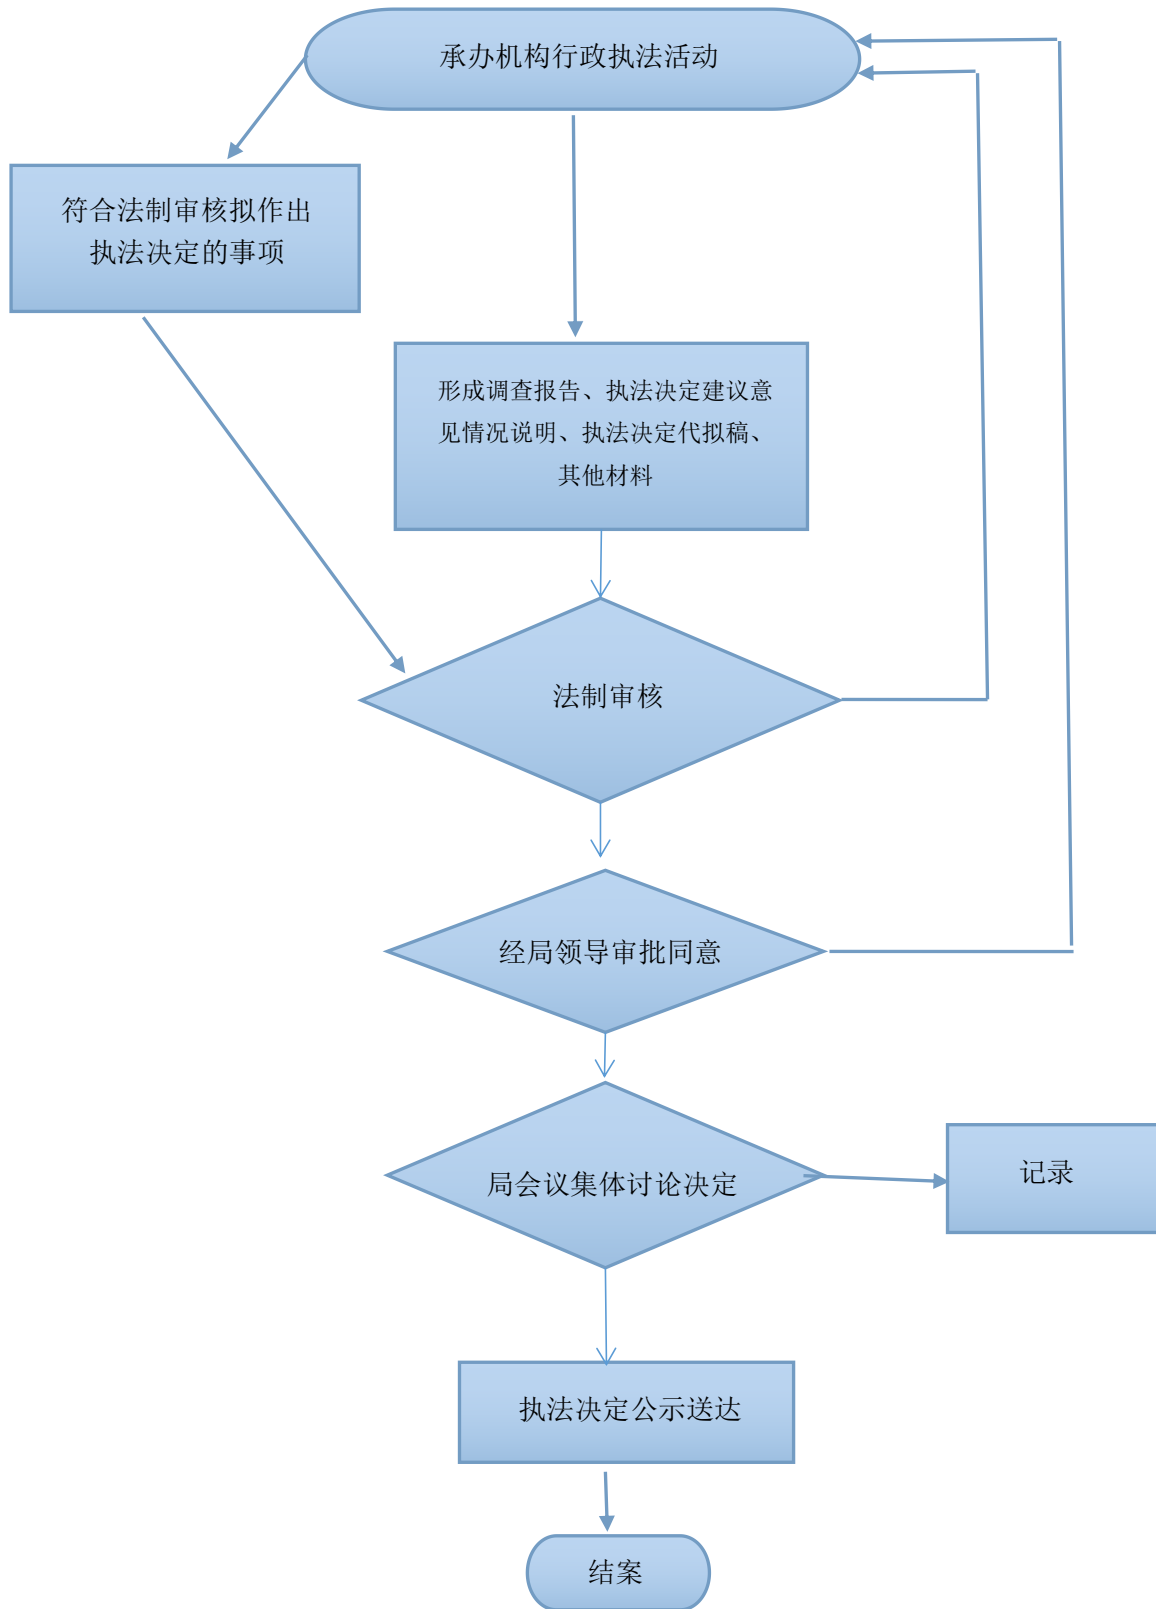 承办机构行政执法活动
符合法制审核拟作出
执法决定的事项
形成调查报告、执法决定建议意
见情况说明、执法决定代拟稿、
其他材料
法制审核
经局领导审批同意
局会议集体讨论决定
记录
执法决定公示送达
结案